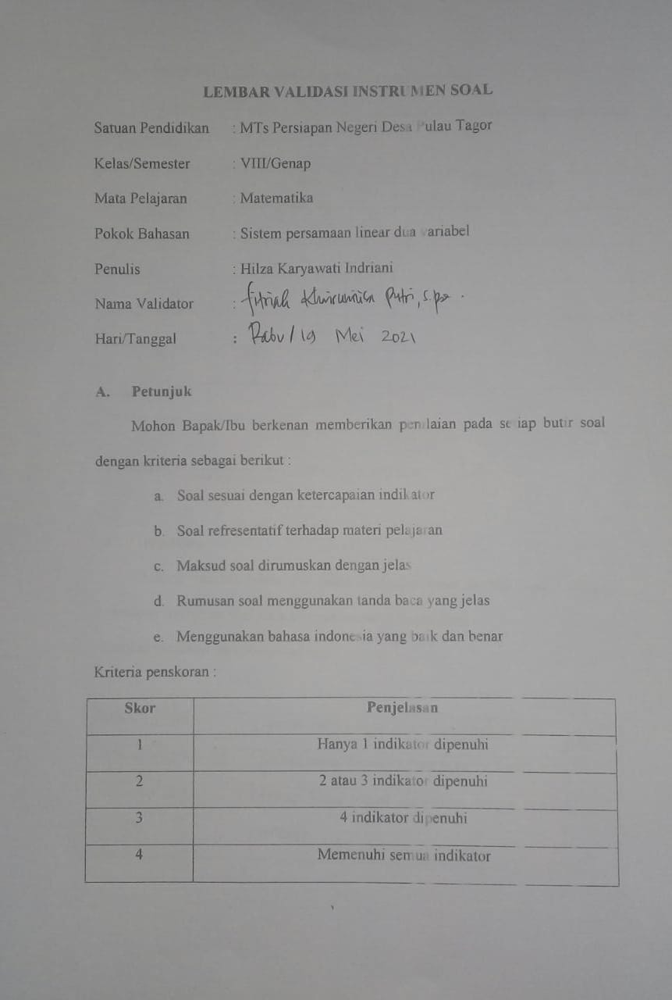 LEMBAR VALIDASI INSTRUMEN SOAL
Satuan Pendidikan : MTs Persiapan Negeri Desa Pulau Tagor
Kelas/Semester : VIII/Genap
Mata Pelajaran : Matematika
Pokok Bahasan : Sistem persamaan linear dua variabel
Penulis : Hilza Karyawati Indriani
Nama Validator : Fitriah Putri, S.Pd.
Hari/Tanggal : Rabu / 19 Mei 2021
A. Petunjuk
Mohon Bapak/Ibu berkenan memberikan penilaian pada setiap butir soal
dengan kriteria sebagai berikut :
a. Soal sesuai dengan ketercapaian indikator
b. Soal refresentatif terhadap materi pelajaran
c. Maksud soal dirumuskan dengan jelas
d. Rumusan soal menggunakan tanda baca yang jelas
e. Menggunakan bahasa indonesia yang baik dan benar
Kriteria penskoran :
Skor Penjelasan
1 Hanya 1 indikator dipenuhi
2 2 atau 3 indikator dipenuhi
3 4 indikator dipenuhi
4 Memenuhi semua indikator